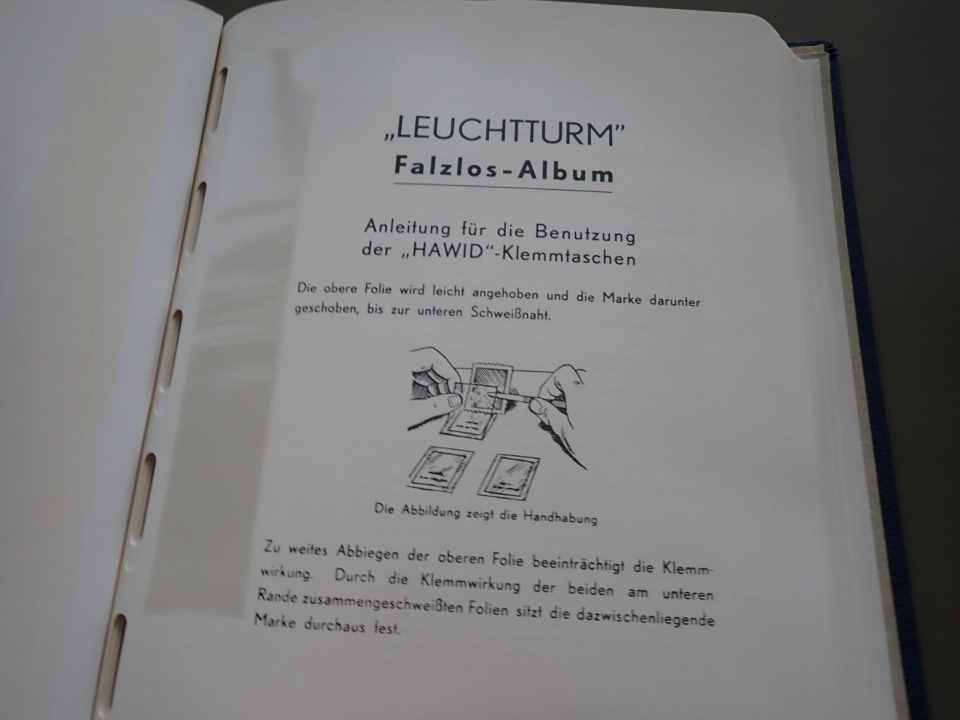 „LEUCHTTURM”
Falzlos-Album
Anleitung für die Benutzung
der „HAWID“-Klemmtaschen
Die obere Folie wird leicht angehoben und die Marke darunter
geschoben, bis zur unteren Schweißnaht.
Die Abbildung zeigt die Handhabung
Zu weites Abbiegen der oberen Folie beeinträchtigt die Klemm-
wirkung. Durch die Klemmwirkung der beiden am unteren
Rande zusammengeschweißten Folien sitzt die dazwischenliegende
Marke durchaus fest.